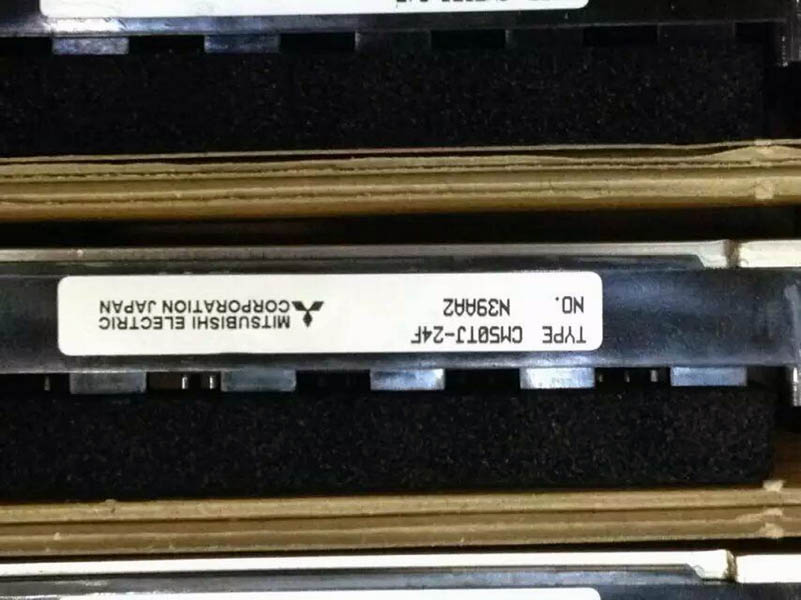 TYPE CM50TJ-24F
NO. N39AA2
MITSUBISHI ELECTRIC
CORPORATION JAPAN